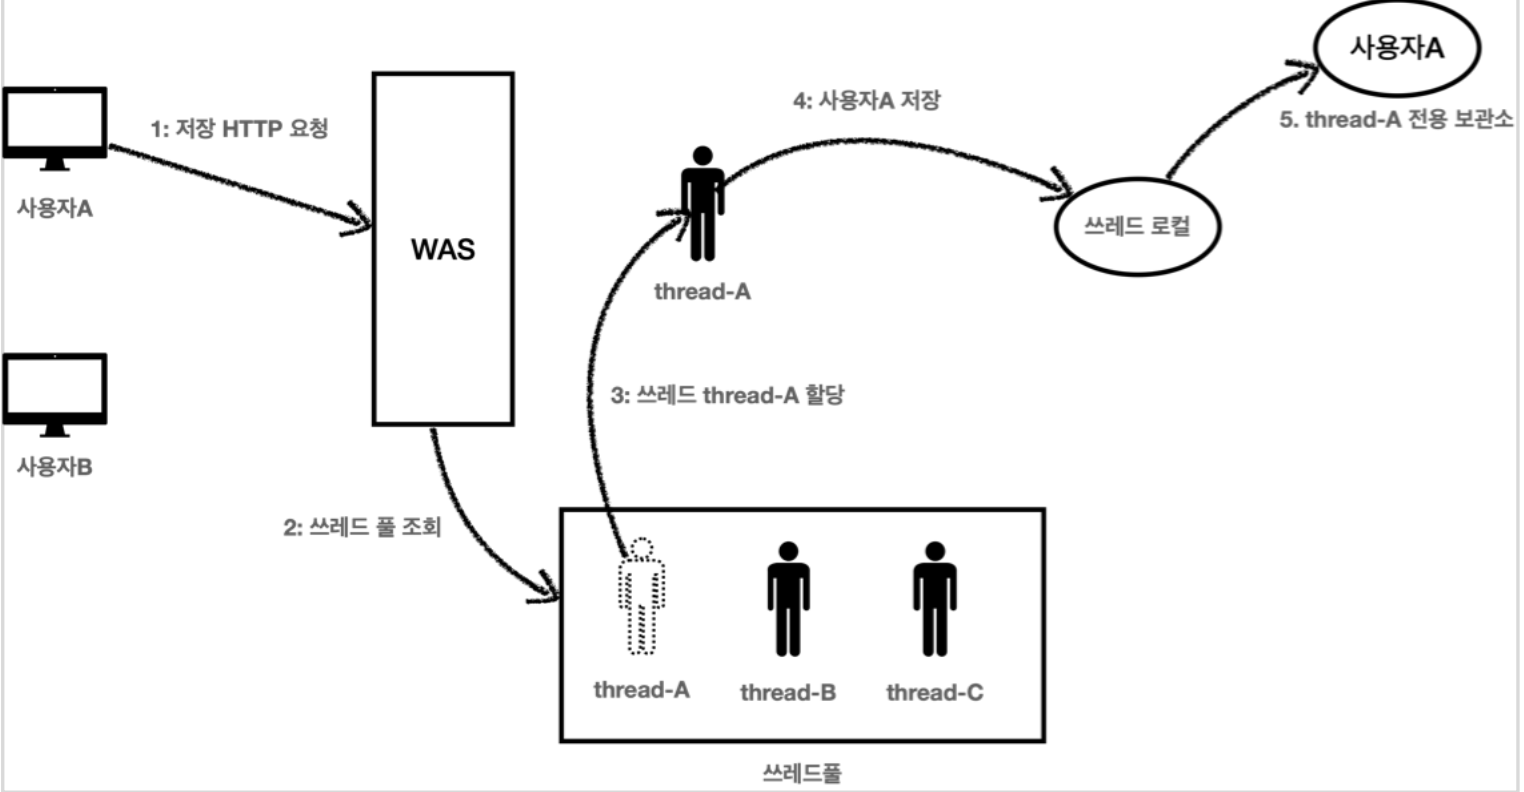 사용자A
5. thread-A 전용 보관소
4: 사용자A 저장
1: 저장 HTTP 요청
사용자A
쓰레드 로컬
WAS
thread-A
3: 쓰레드 thread-A 할당
사용자B
2: 쓰레드 풀 조회
thread-A
thread-B
thread-C
쓰레드풀